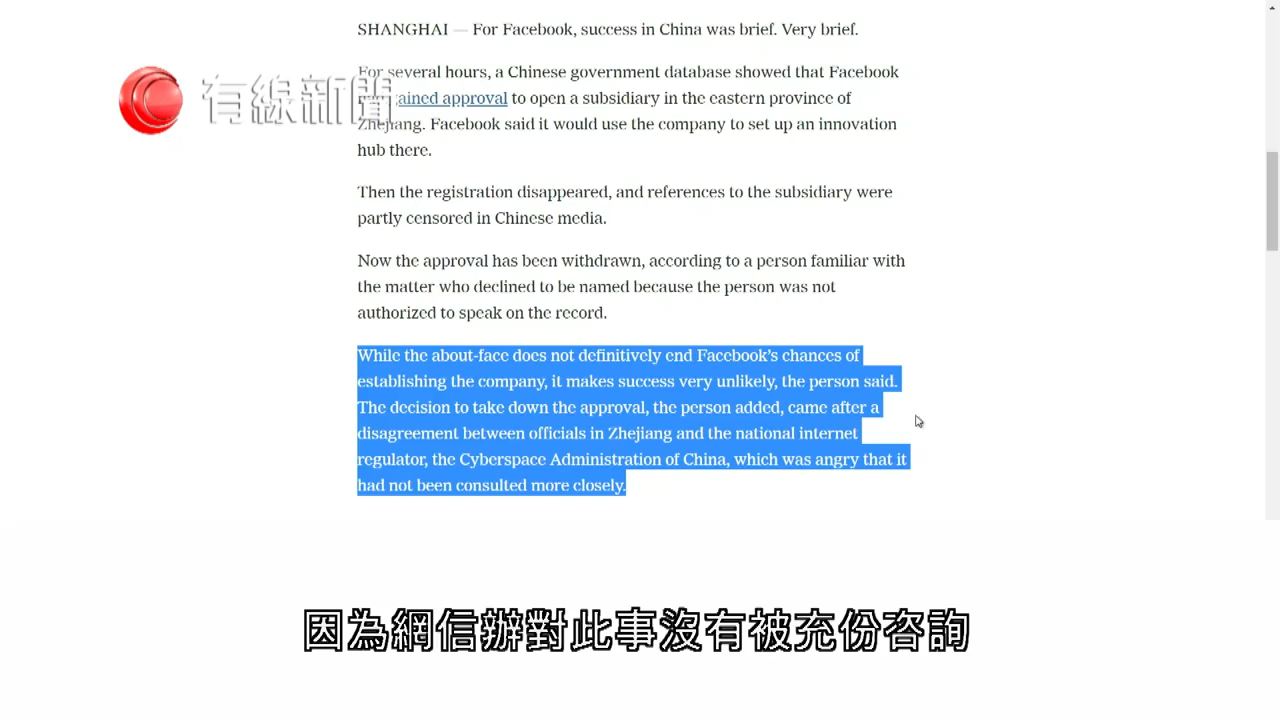 SHANGHAI — For Facebook, success in China was brief. Very brief.
For several hours, a Chinese government database showed that Facebook
有線新聞
gained approval to open a subsidiary in the eastern province of
Zhejiang. Facebook said it would use the company to set up an innovation
hub there.
Then the registration disappeared, and references to the subsidiary were
partly censored in Chinese media.
Now the approval has been withdrawn, according to a person familiar with
the matter who declined to be named because the person was not
authorized to speak on the record.
While the about-face does not definitively end Facebook’s chances of
establishing the company, it makes success very unlikely, the person said.
The decision to take down the approval, the person added, came after a
disagreement between officials in Zhejiang and the national internet
regulator, the Cyberspace Administration of China, which was angry that it
had not been consulted more closely.
因為網信辦對此事沒有被充份咨詢